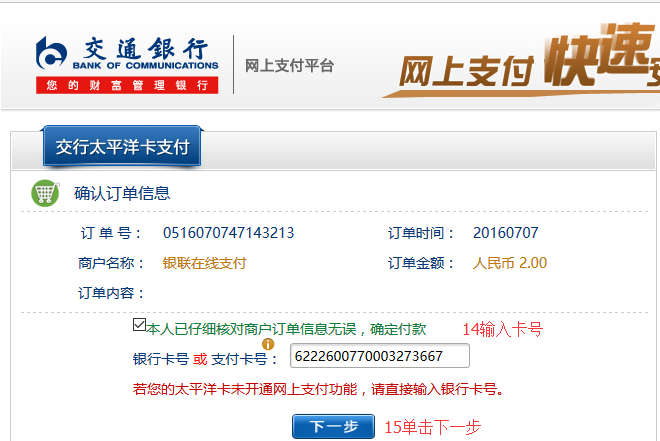 交通銀行
BANK OF COMMUNICATIONS
您的财富管理银行
网上支付平台
网上支付 快速安
交行太平洋卡支付
确认订单信息
订 单 号： 0516070747143213 订单时间： 20160707
商户名称： 银联在线支付 订单金额： 人民币 2.00
订单内容：
本人已仔细核对商户订单信息无误，确定付款 14输入卡号
银行卡号 或 支付卡号： 6222600770003273667
若您的太平洋卡未开通网上支付功能，请直接输入银行卡号。
下一步 15单击下一步